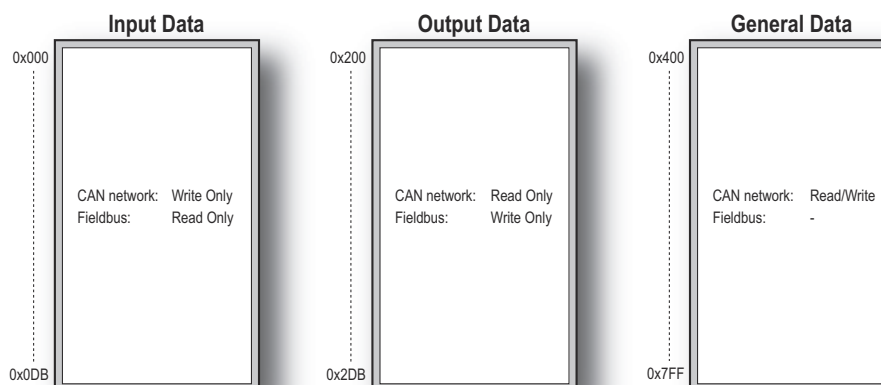 Input Data
0x000
CAN network: Write Only
Fieldbus: Read Only
0x0DB
Output Data
0x200
CAN network: Read Only
Fieldbus: Write Only
0x2DB
General Data
0x400
CAN network: Read/Write
Fieldbus: -
0x7FF